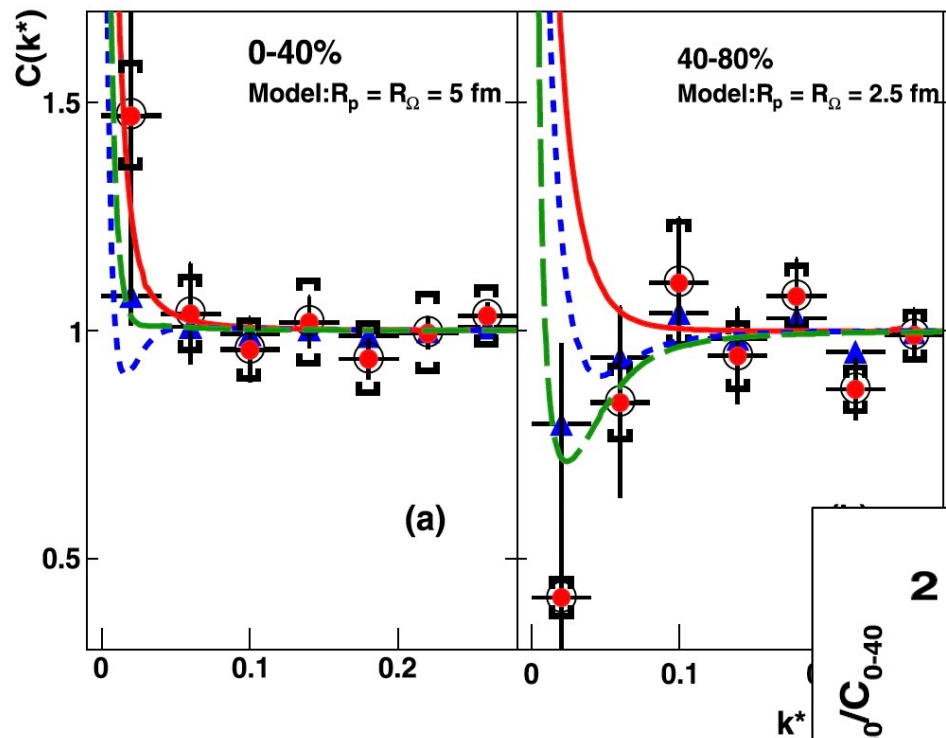 C(k*)
0-40%
Model:R_p = R_Ω = 5 fm
40-80%
Model:R_p = R_Ω = 2.5 fm
1.5
1
0.5
(a)
0
0.1
0.2
0
0.1
k*
2
0/C_0-40